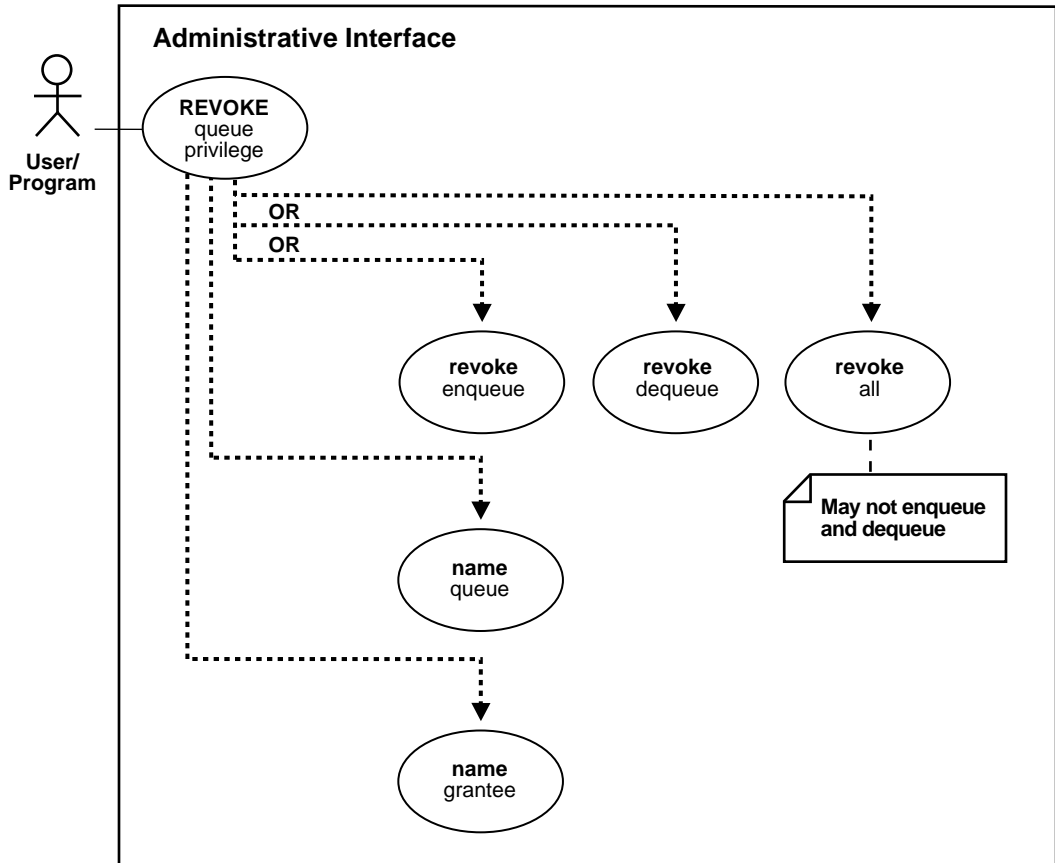 Administrative Interface
User/
Program
REVOKE
queue
privilege
OR
OR
revoke
enqueue
revoke
dequeue
revoke
all
May not enqueue
and dequeue
name
queue
name
grantee